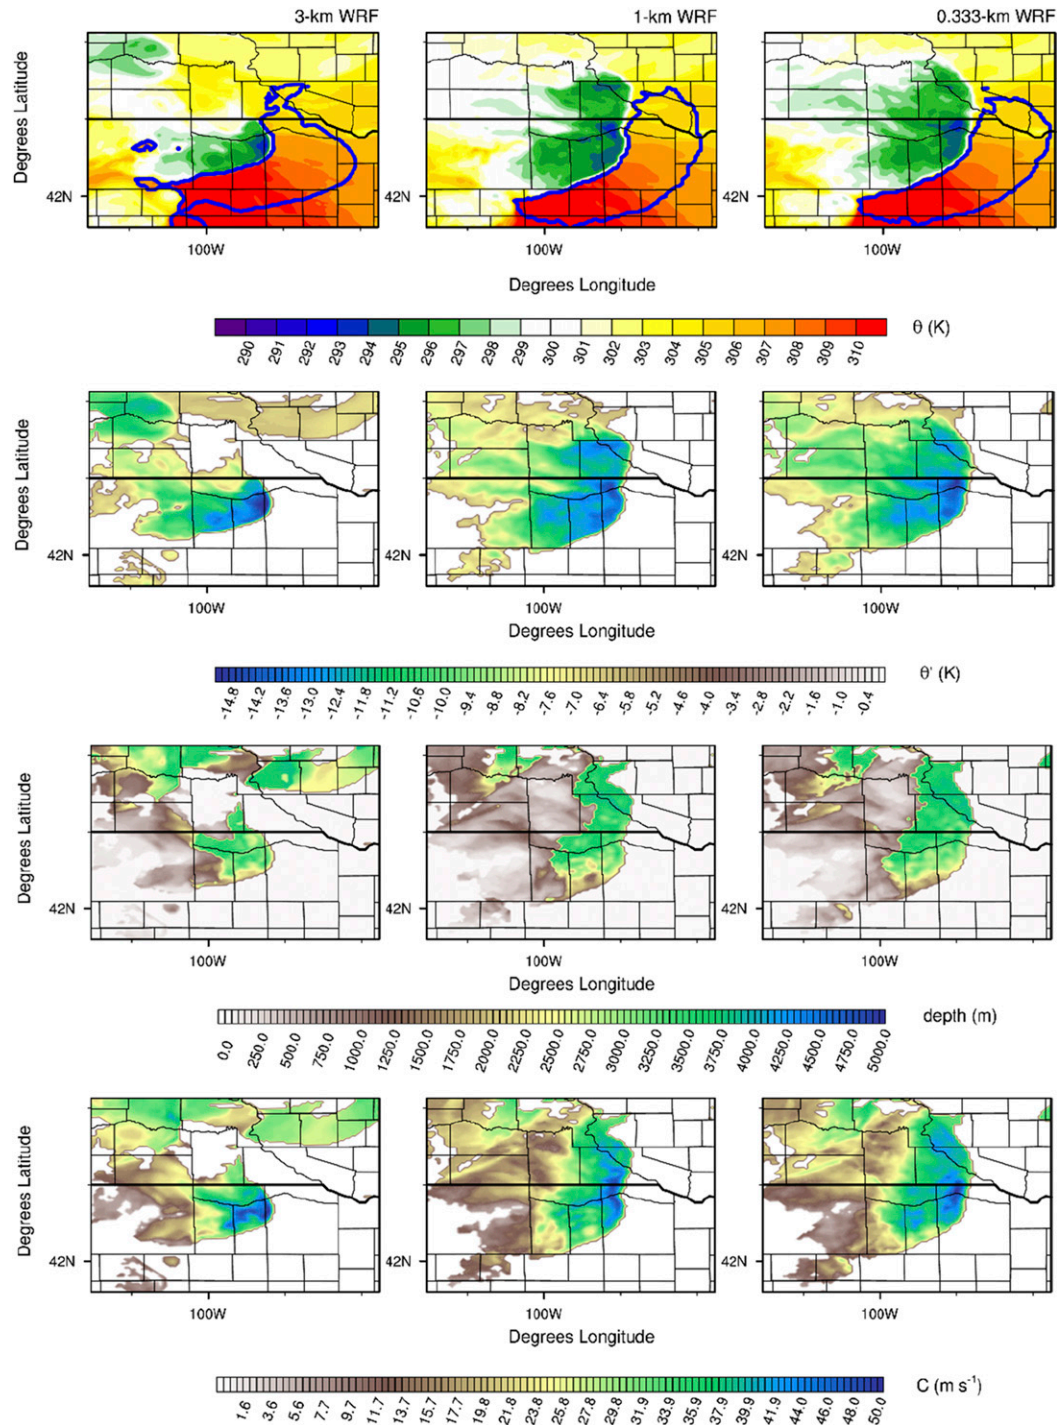 3-km WRF 1-km WRF 0.333-km WRF
Degrees Latitude
42N 42N 42N
100W 100W 100W
Degrees Longitude
θ (K)
290 291 292 293 294 295 296 297 298 299 300 301 302 303 304 305 306 307 308 309 310
Degrees Latitude
42N 42N 42N
100W 100W 100W
Degrees Longitude
θ' (K)
-14.8 -14.2 -13.6 -13.0 -12.4 -11.8 -11.2 -10.6 -10.0 -9.4 -8.8 -8.2 -7.6 -7.0 -6.4 -5.8 -5.2 -4.6 -4.0 -3.4 -2.8 -2.2 -1.6 -1.0 -0.4
Degrees Latitude
42N 42N 42N
100W 100W 100W
Degrees Longitude
depth (m)
0.0 250.0 500.0 750.0 1000.0 1250.0 1500.0 1750.0 2000.0 2250.0 2500.0 2750.0 3000.0 3250.0 3500.0 3750.0 4000.0 4250.0 4500.0 4750.0 5000.0
Degrees Latitude
42N 42N 42N
100W 100W 100W
Degrees Longitude
C (m s⁻¹)
1.6 3.6 5.6 7.7 9.7 11.7 13.7 15.7 17.7 19.8 21.8 23.8 25.8 27.8 29.8 31.9 33.9 35.9 37.9 39.9 41.9 44.0 46.0 48.0 50.0